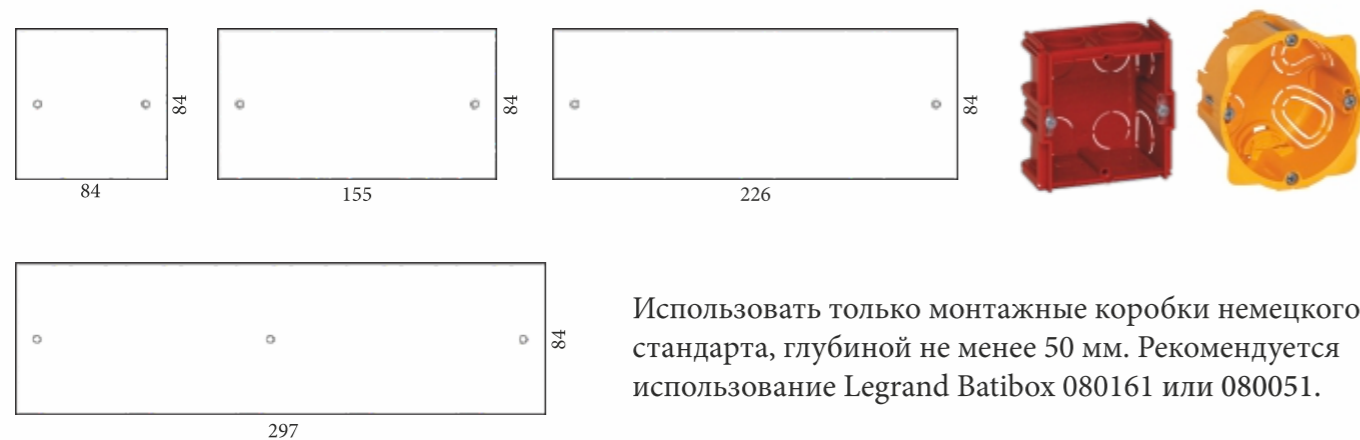 84
84
84
84
155
226
84
297
Использовать только монтажные коробки немецкого
стандарта, глубиной не менее 50 мм. Рекомендуется
использование Legrand Batibox 080161 или 080051.